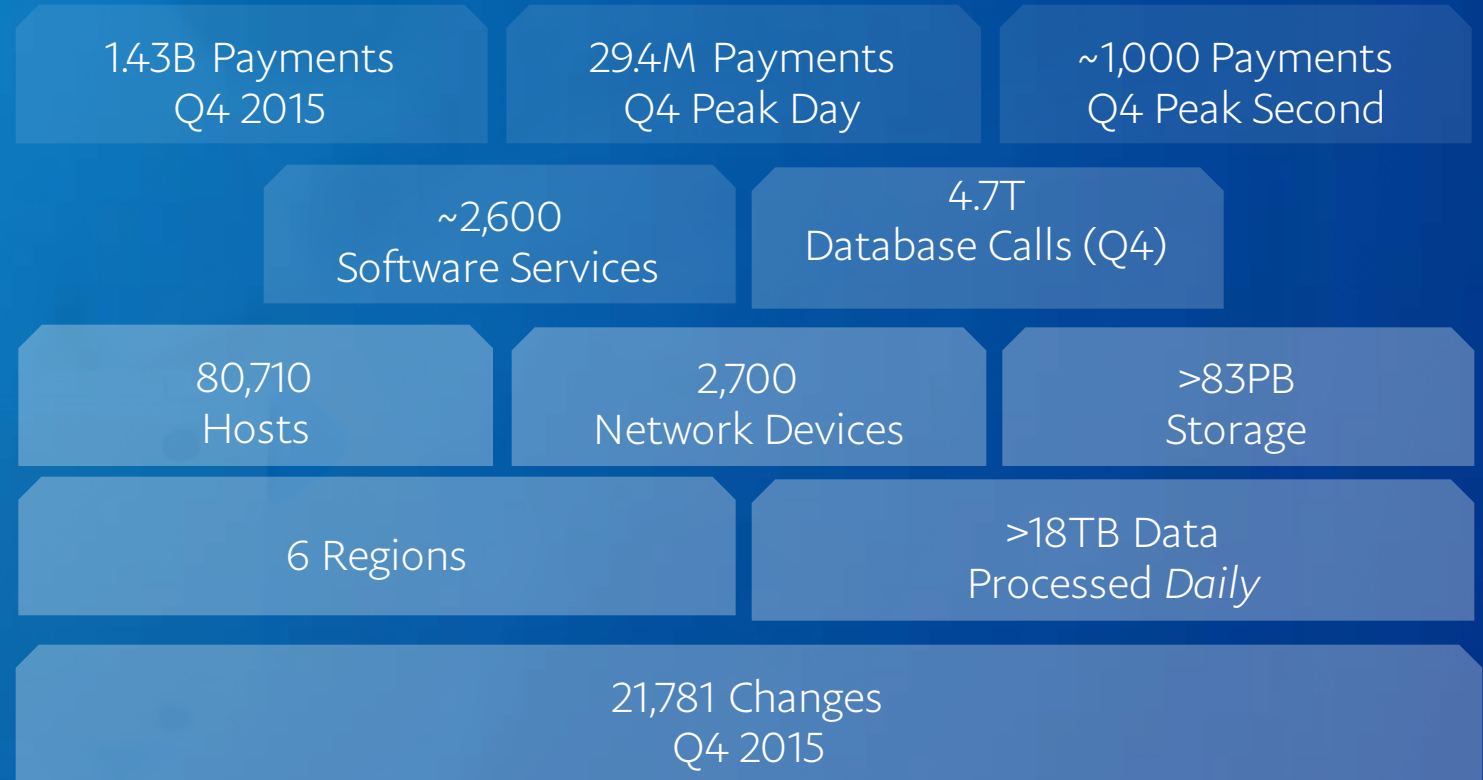 1.43B Payments
Q4 2015
29.4M Payments
Q4 Peak Day
~1,000 Payments
Q4 Peak Second
~2,600
Software Services
4.7T
Database Calls (Q4)
80,710
Hosts
2,700
Network Devices
>83PB
Storage
6 Regions
>18TB Data
Processed Daily
21,781 Changes
Q4 2015